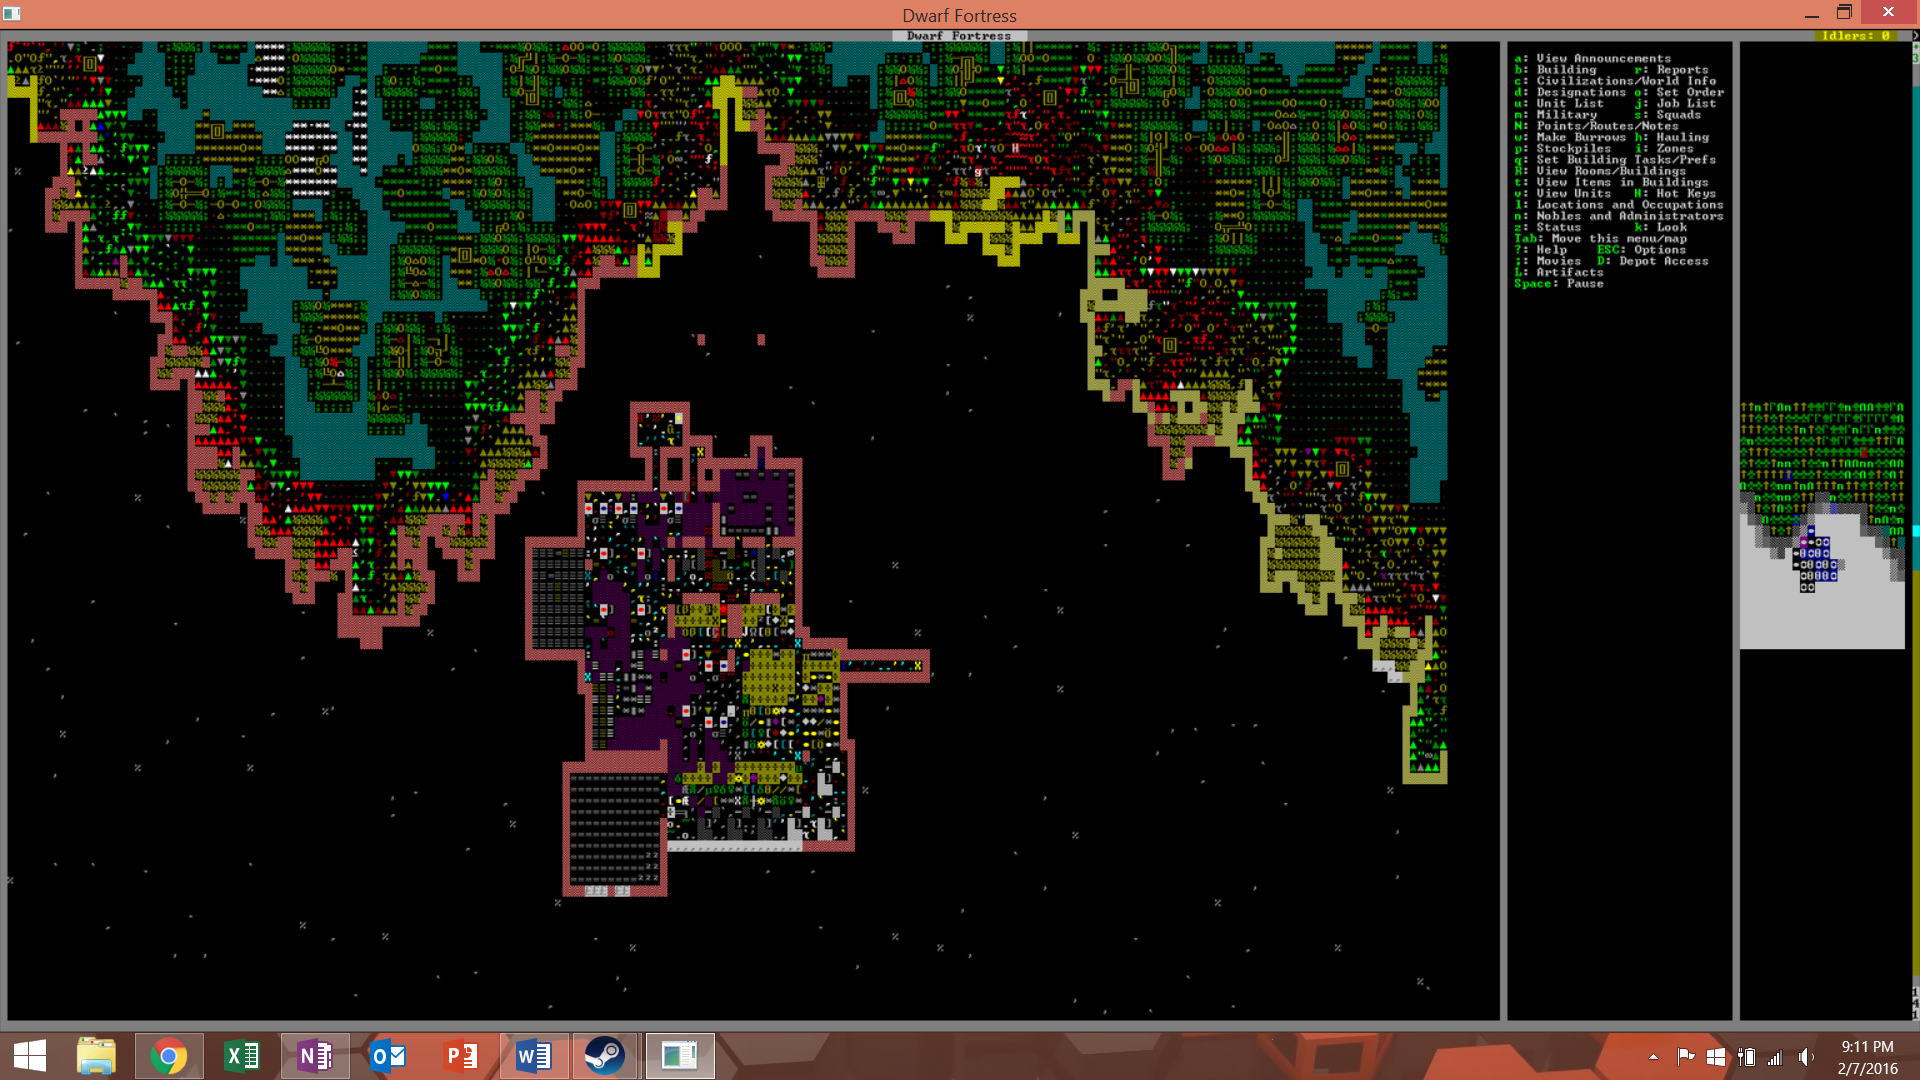 Dwarf Fortress
Dwarf Fortress
Idlers: 0
a: View Announcements
b: Building r: Reports
c: Civilizations/World Info
d: Designations o: Set Order
u: Unit List j: Job List
m: Military s: Squads
N: Points/Routes/Notes
w: Make Burrows h: Hauling
p: Stockpiles i: Zones
q: Set Building Tasks/Prefs
R: View Rooms/Buildings
t: View Items in Buildings
v: View Units H: Hot Keys
l: Locations and Occupations
n: Nobles and Administrators
z: Status k: Look
Tab: Move this menu/map
?: Help ESC: Options
;: Movies D: Depot Access
L: Artifacts
Space: Pause
9:11 PM
2/7/2016